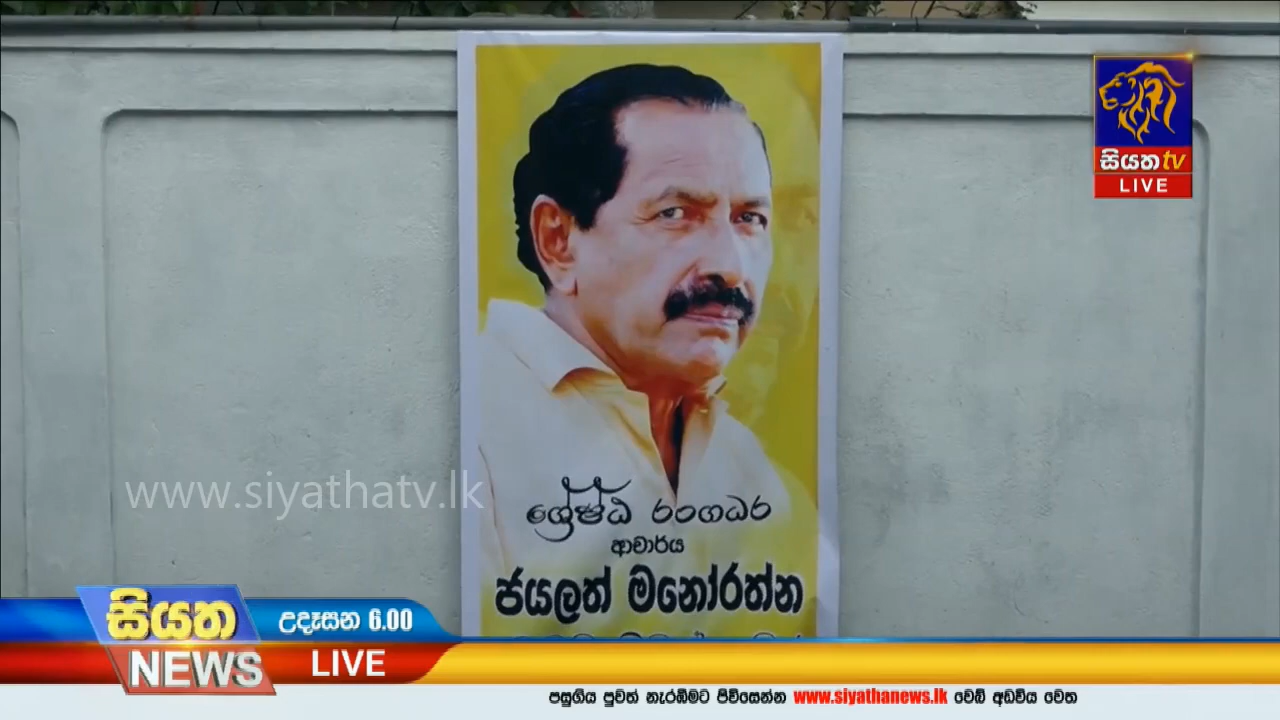 සියත tv
LIVE
www.siyathatv.lk
ශ්‍රේෂ්ඨ රංගධර
ආචාර්ය
ජයලත් මනෝරත්න
සියත
NEWS
උදෑසන 6.00
LIVE
පසුගිය පුවත් නැරඹීමට පිවිසෙන්න www.siyathanews.lk වෙබ් අඩවිය වෙත